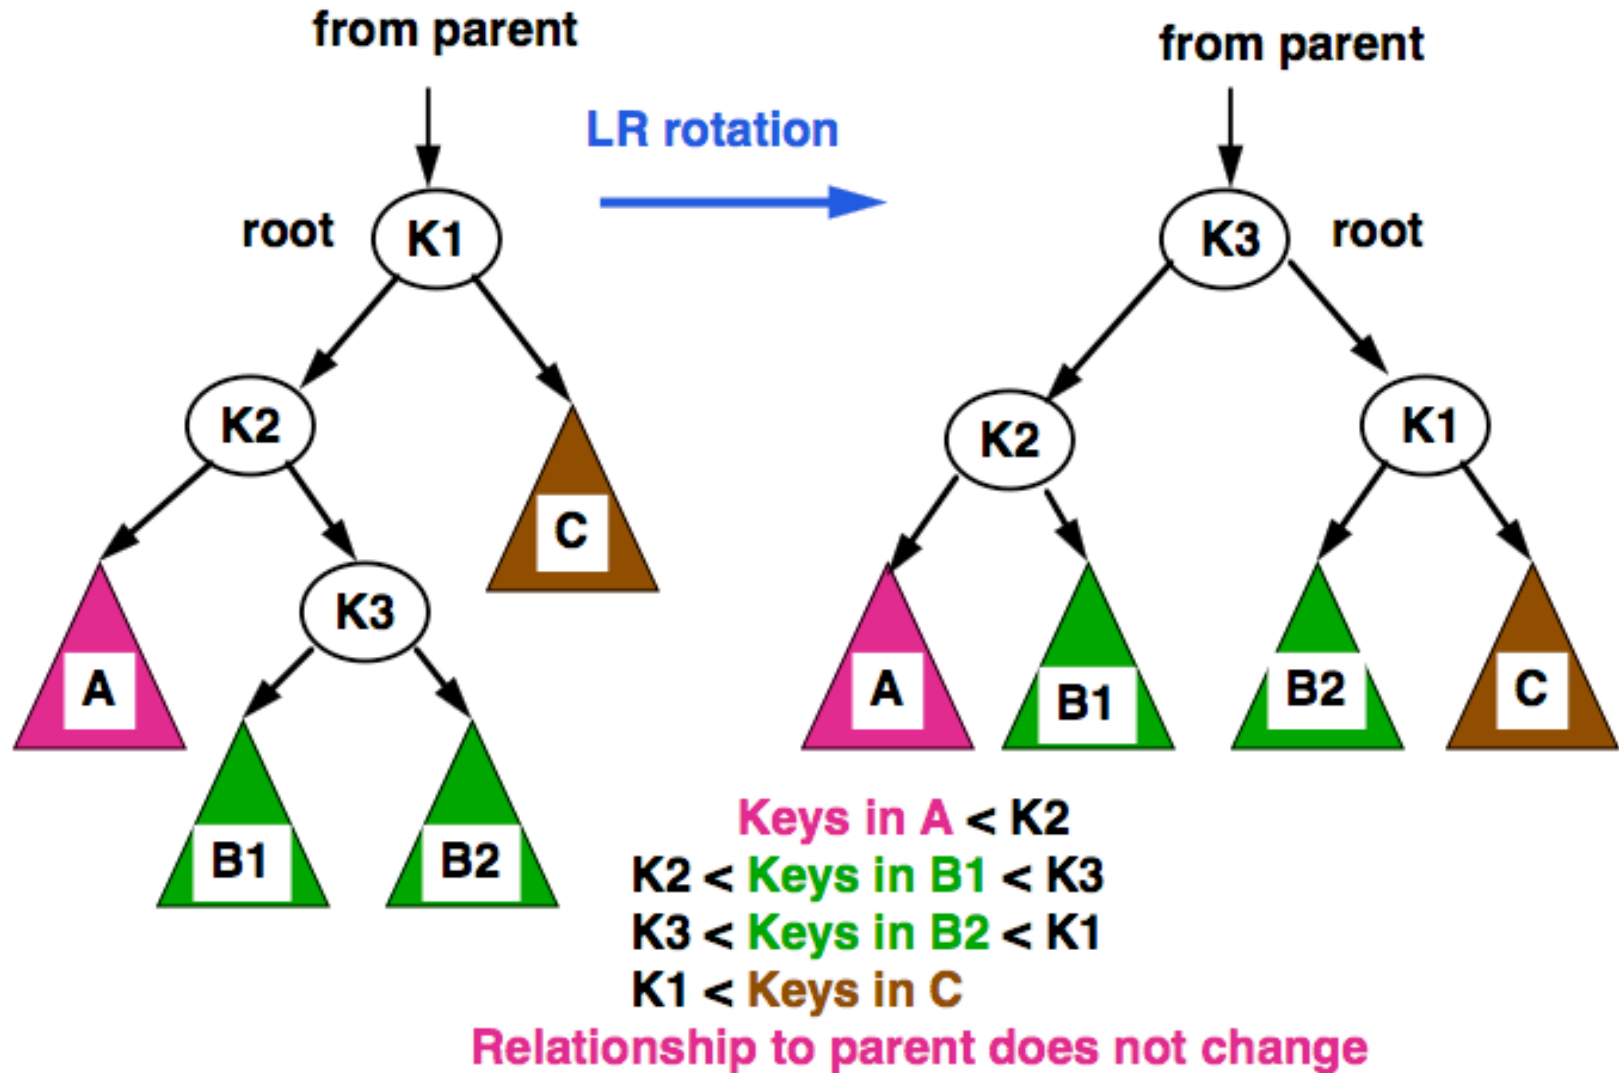 from parent
from parent
LR rotation
root
K1
K3
root
K2
K2
K1
C
K3
A
A
B1
B2
C
B1
B2
Keys in A < K2
K2 < Keys in B1 < K3
K3 < Keys in B2 < K1
K1 < Keys in C
Relationship to parent does not change